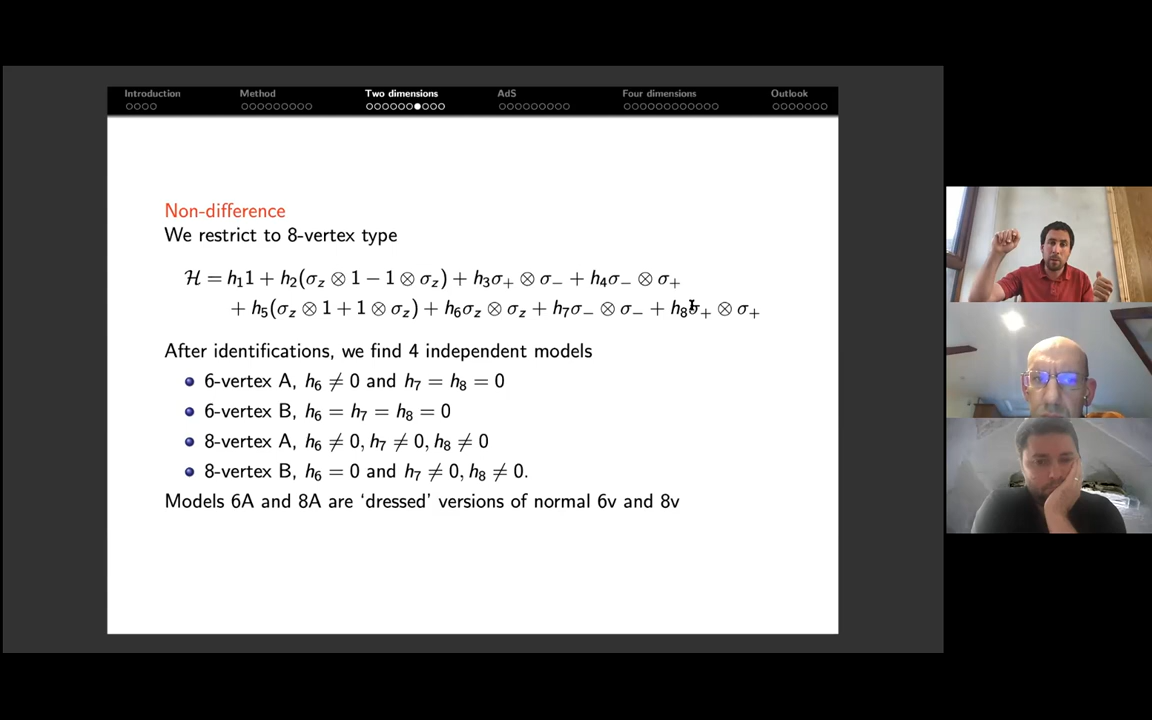 Introduction Method Two dimensions AdS Four dimensions Outlook
Non-difference
We restrict to 8-vertex type
ℋ = h₁1 + h₂(σ_z ⊗ 1 − 1 ⊗ σ_z) + h₃σ₊ ⊗ σ₋ + h₄σ₋ ⊗ σ₊
+ h₅(σ_z ⊗ 1 + 1 ⊗ σ_z) + h₆σ_z ⊗ σ_z + h₇σ₋ ⊗ σ₋ + h₈σ₊ ⊗ σ₊
After identifications, we find 4 independent models
6-vertex A, h₆ ≠ 0 and h₇ = h₈ = 0
6-vertex B, h₆ = h₇ = h₈ = 0
8-vertex A, h₆ ≠ 0, h₇ ≠ 0, h₈ ≠ 0
8-vertex B, h₆ = 0 and h₇ ≠ 0, h₈ ≠ 0.
Models 6A and 8A are ‘dressed’ versions of normal 6v and 8v